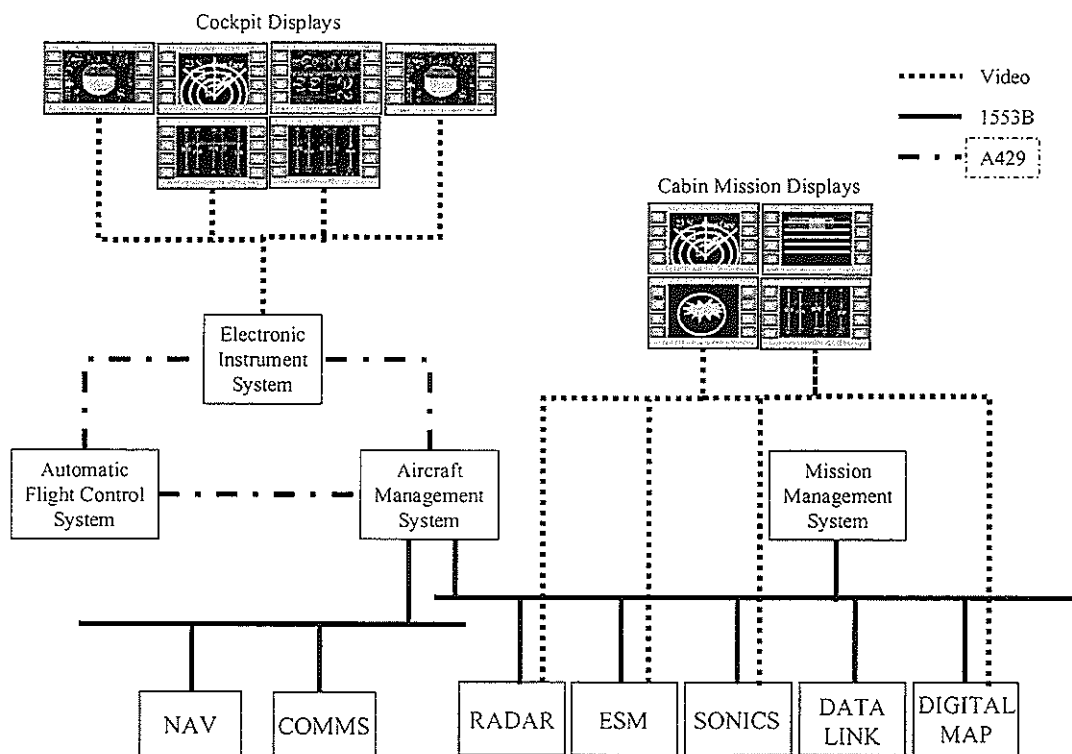 Cockpit Displays
Video
1553B
A429
Cabin Mission Displays
Electronic
Instrument
System
Automatic
Flight Control
System
Aircraft
Management
System
Mission
Management
System
NAV
COMMS
RADAR
ESM
SONICS
DATA
LINK
DIGITAL
MAP